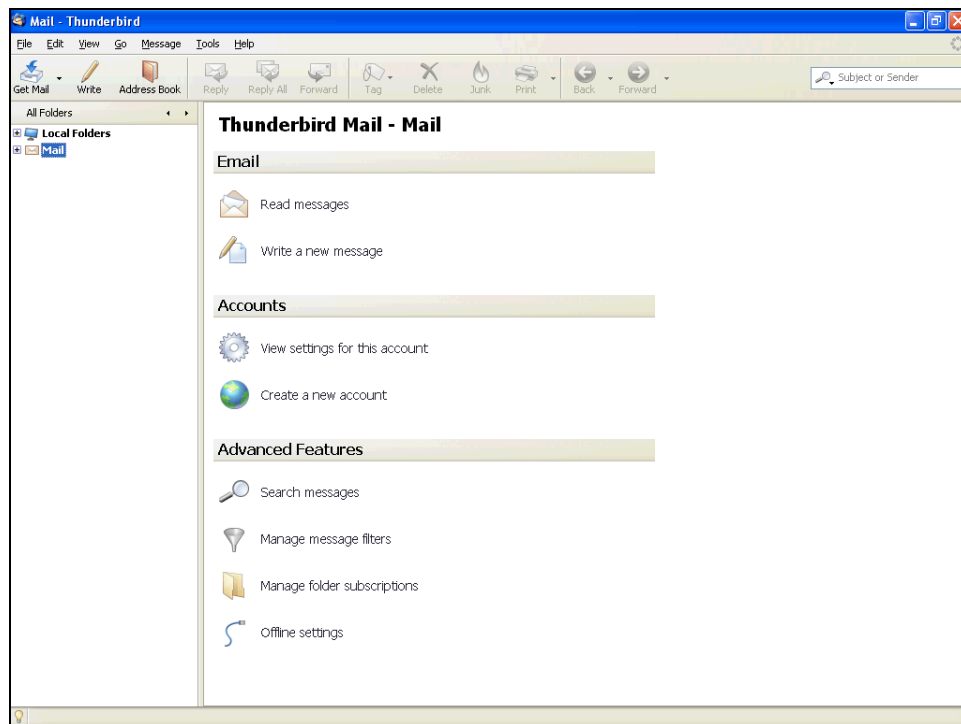 Mail - Thunderbird
File Edit View Go Message Tools Help
Get Mail Write Address Book Reply Reply All Forward Tag Delete Junk Print Back Forward Subject or Sender
All Folders
Local Folders
Mail
Thunderbird Mail - Mail
Email
Read messages
Write a new message
Accounts
View settings for this account
Create a new account
Advanced Features
Search messages
Manage message filters
Manage folder subscriptions
Offline settings